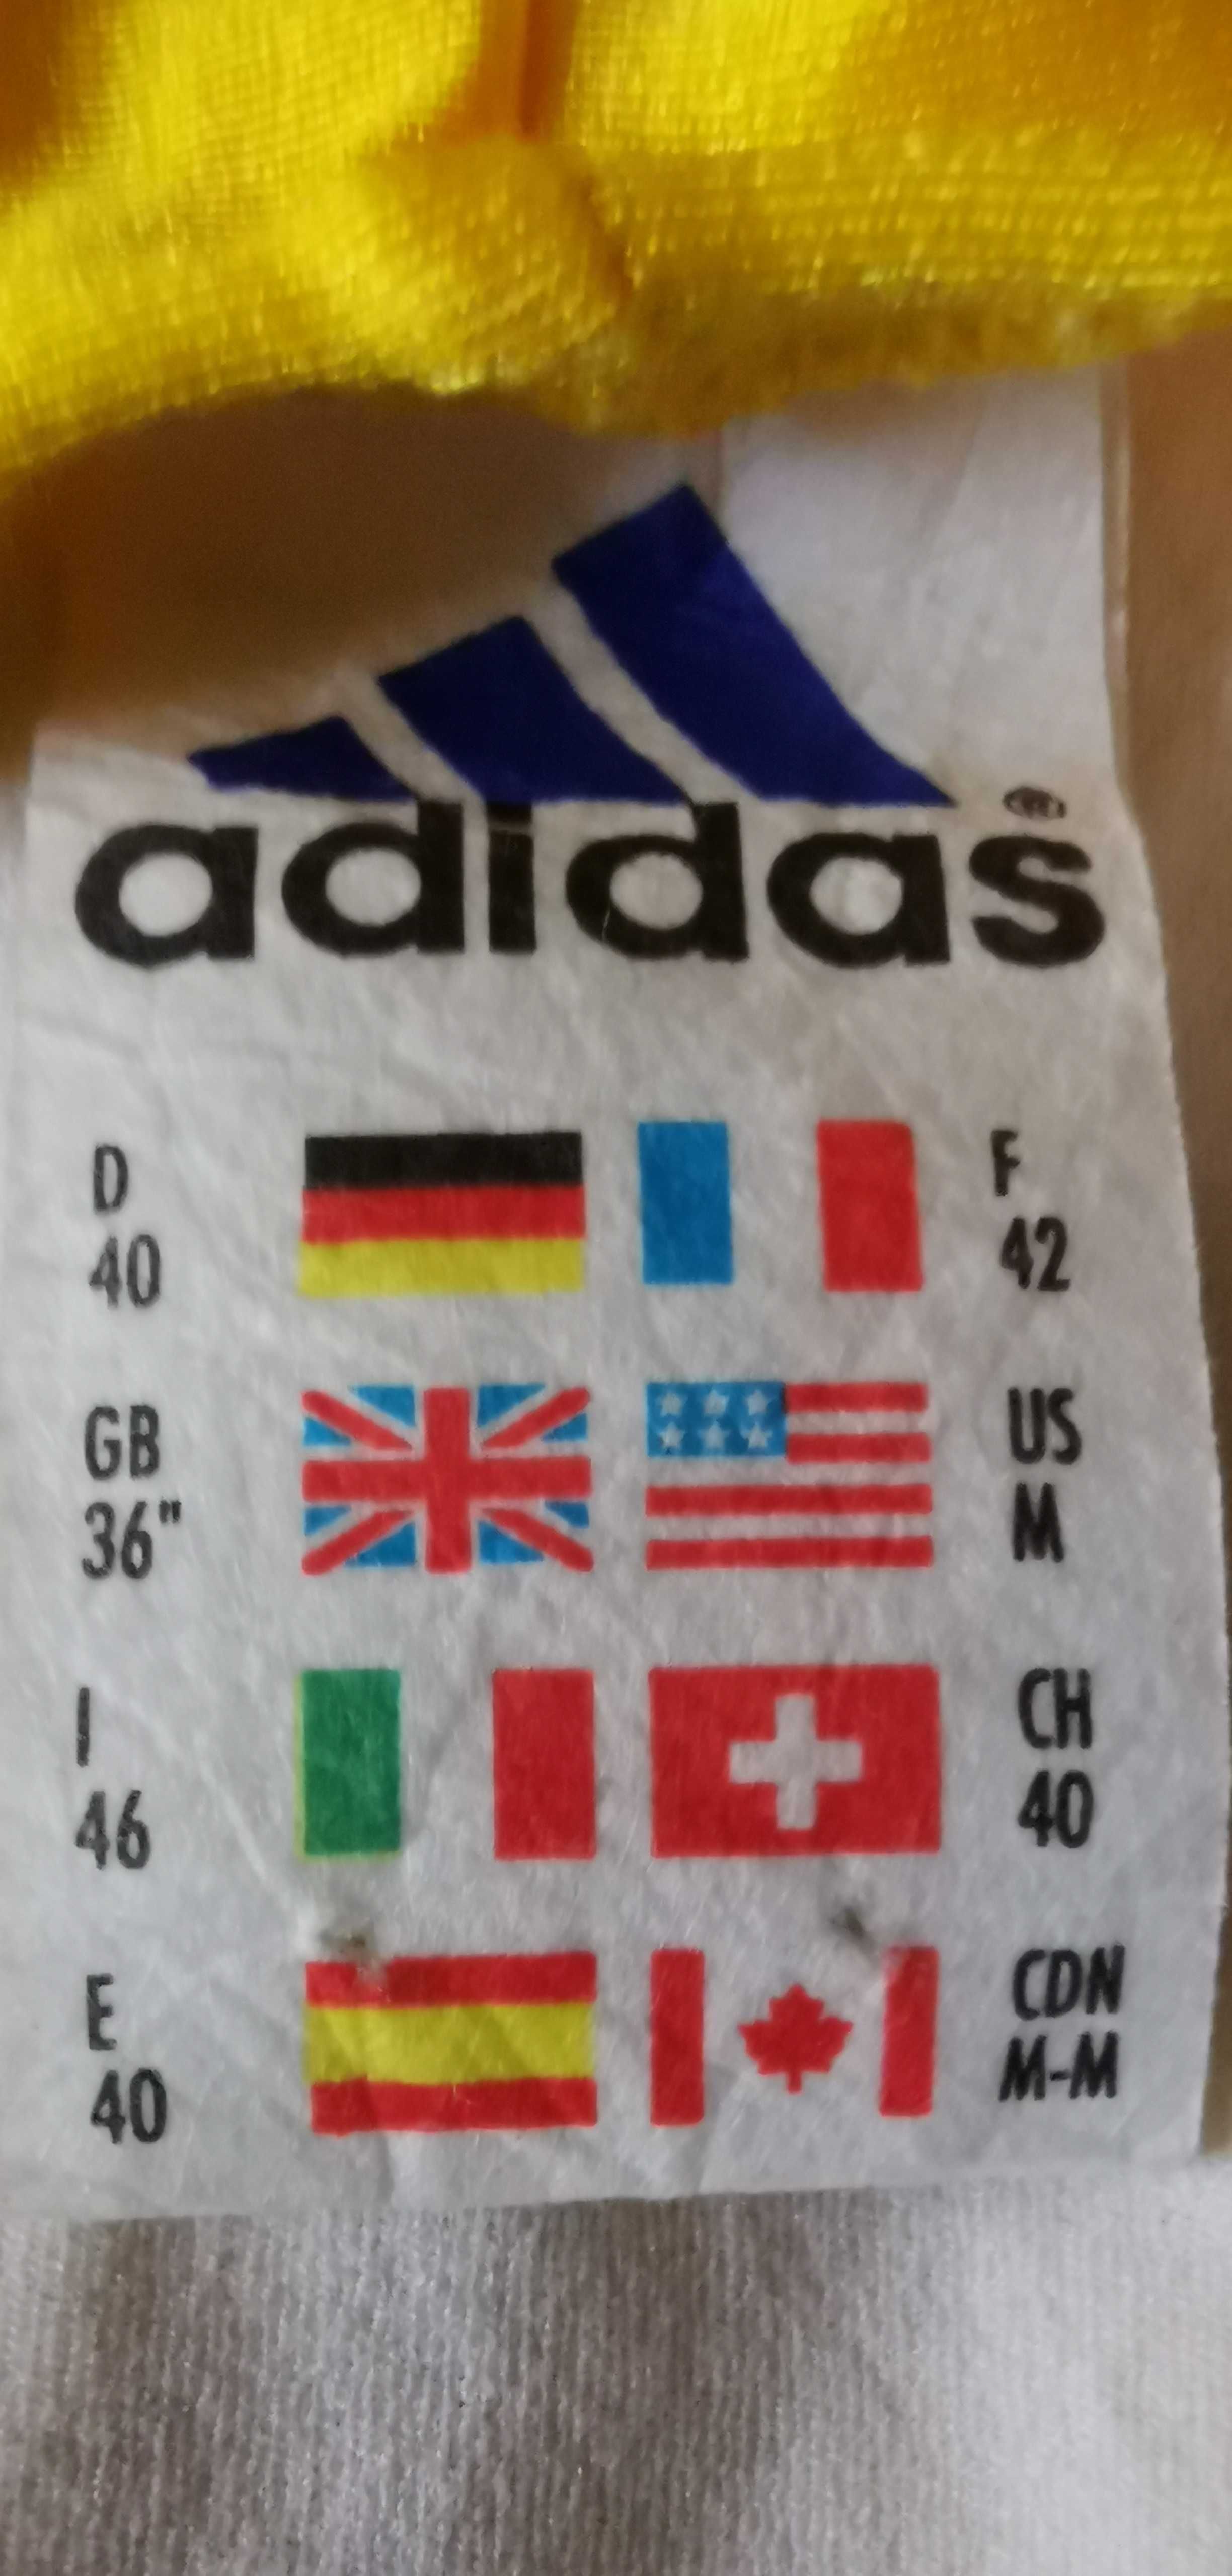 adidas®
D
40
F
42
GB
36"
US
M
I
46
CH
40
E
40
CDN
M-M